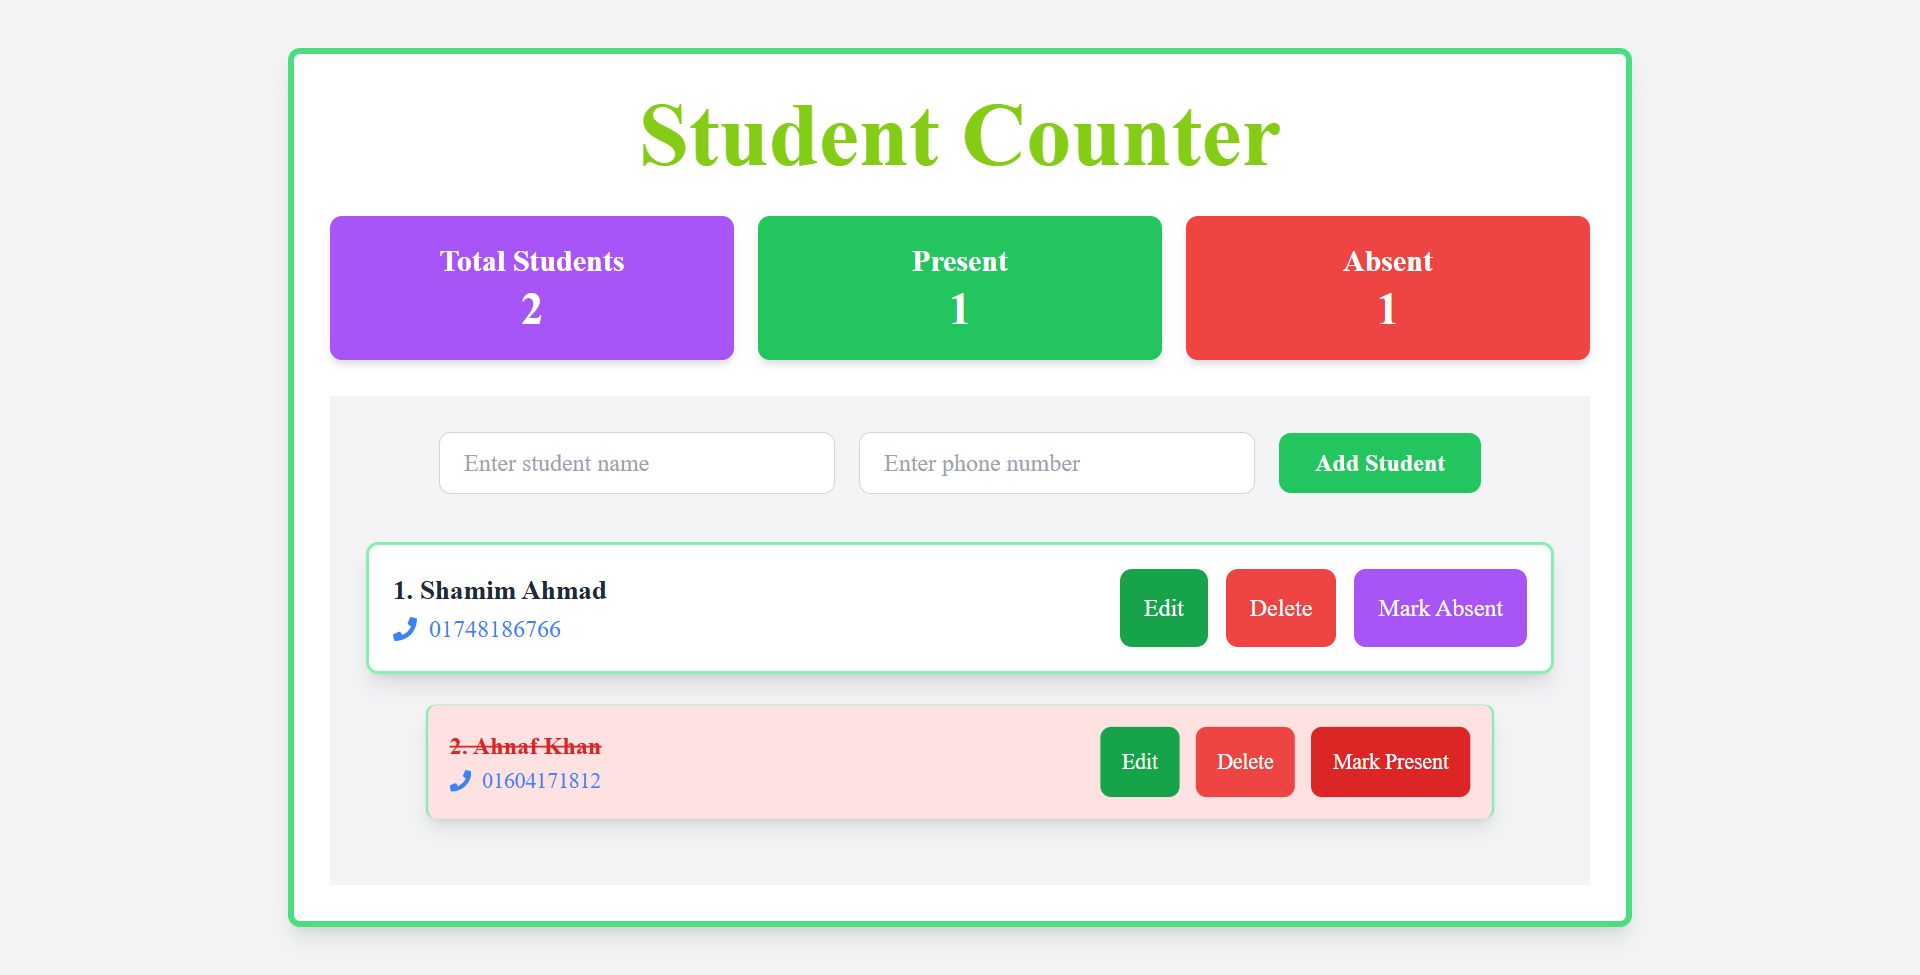 Student Counter
Total Students
2
Present
1
Absent
1
Enter student name
Enter phone number
Add Student
1. Shamim Ahmad
01748186766
Edit
Delete
Mark Absent
2. Ahnaf Khan
01604171812
Edit
Delete
Mark Present